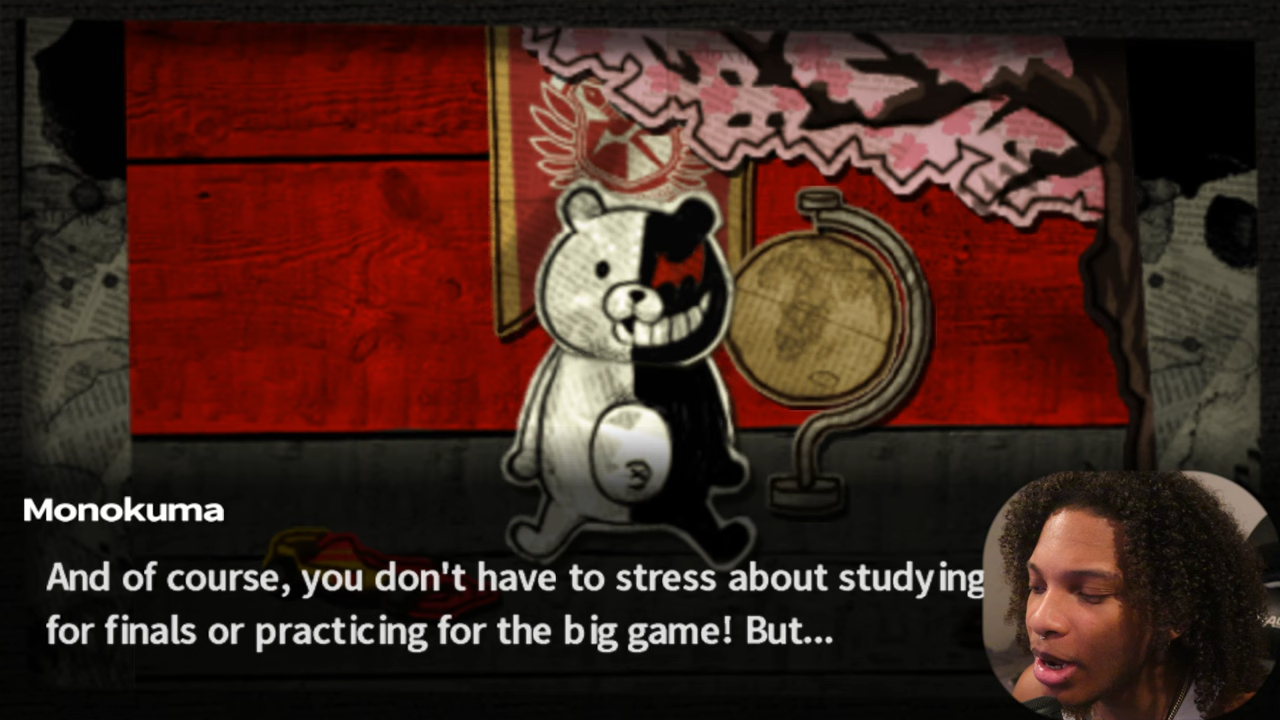 Monokuma
And of course, you don't have to stress about studying
for finals or practicing for the big game! But...